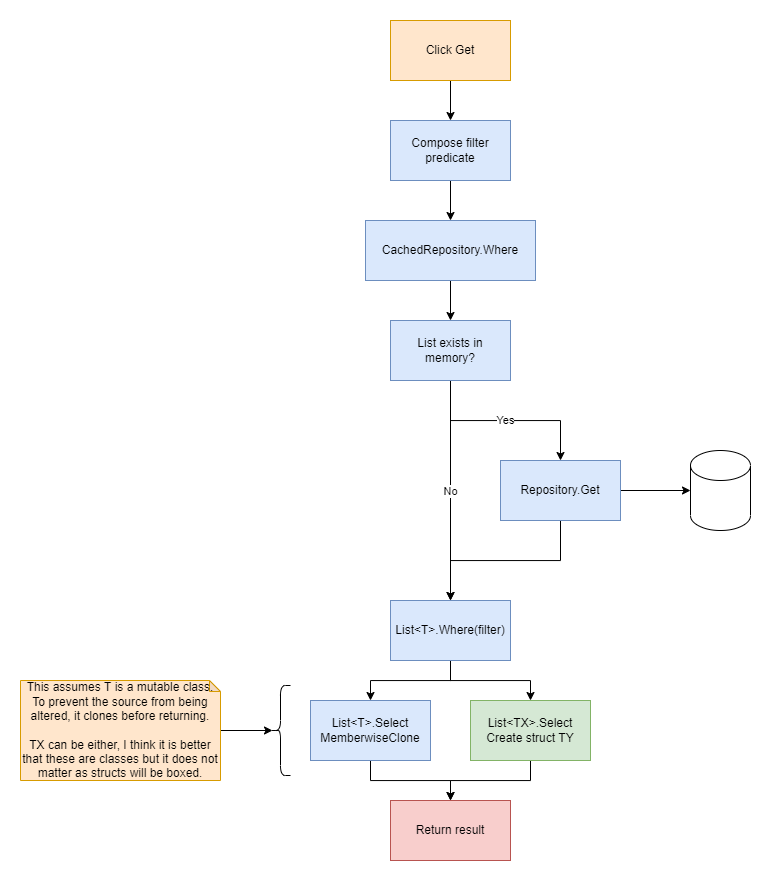 Click Get
Compose filter
predicate
CachedRepository.Where
List exists in
memory?
Yes
No
Repository.Get
List<T>.Where(filter)
This assumes T is a mutable class.
To prevent the source from being
altered, it clones before returning.
TX can be either, I think it is better
that these are classes but it does not
matter as structs will be boxed.
List<T>.Select
MemberwiseClone
List<TX>.Select
Create struct TY
Return result